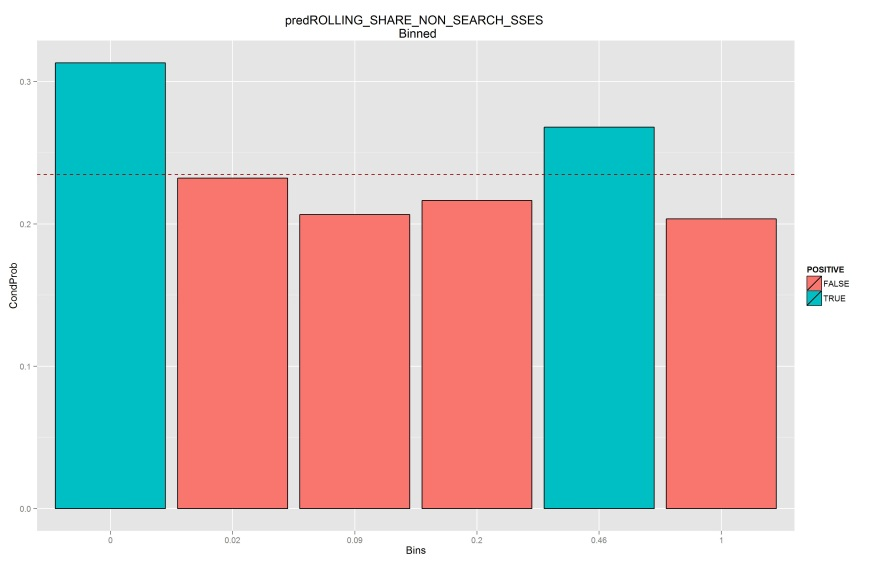 predROLLING_SHARE_NON_SEARCH_SSES
Binned
0.3
0.2
0.1
0.0
CondProb
0 0.02 0.09 0.2 0.46 1
Bins
POSITIVE
FALSE
TRUE